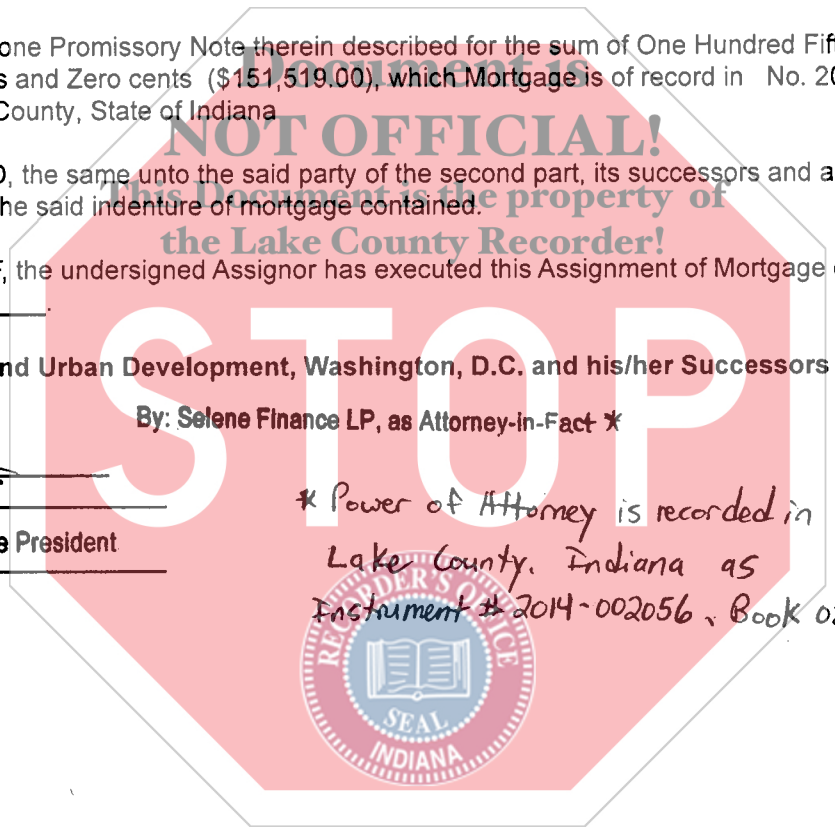 one Promissory Note therein described for the sum of One Hundred Fif
s and Zero cents ($151,519.00), which Mortgage is of record in No. 20
County, State of Indiana
Document is
NOT OFFICIAL!
This Document is the property of
the Lake County Recorder!
, the same unto the said party of the second part, its successors and a
he said indenture of mortgage contained.
, the undersigned Assignor has executed this Assignment of Mortgage
STOP
nd Urban Development, Washington, D.C. and his/her Successors
By: Selene Finance LP, as Attorney-in-Fact *
e President
* Power of Attorney is recorded in
Lake County, Indiana as
Instrument # 2014-002056, Book 02
RECORDER'S OFFICE
SEAL
INDIANA